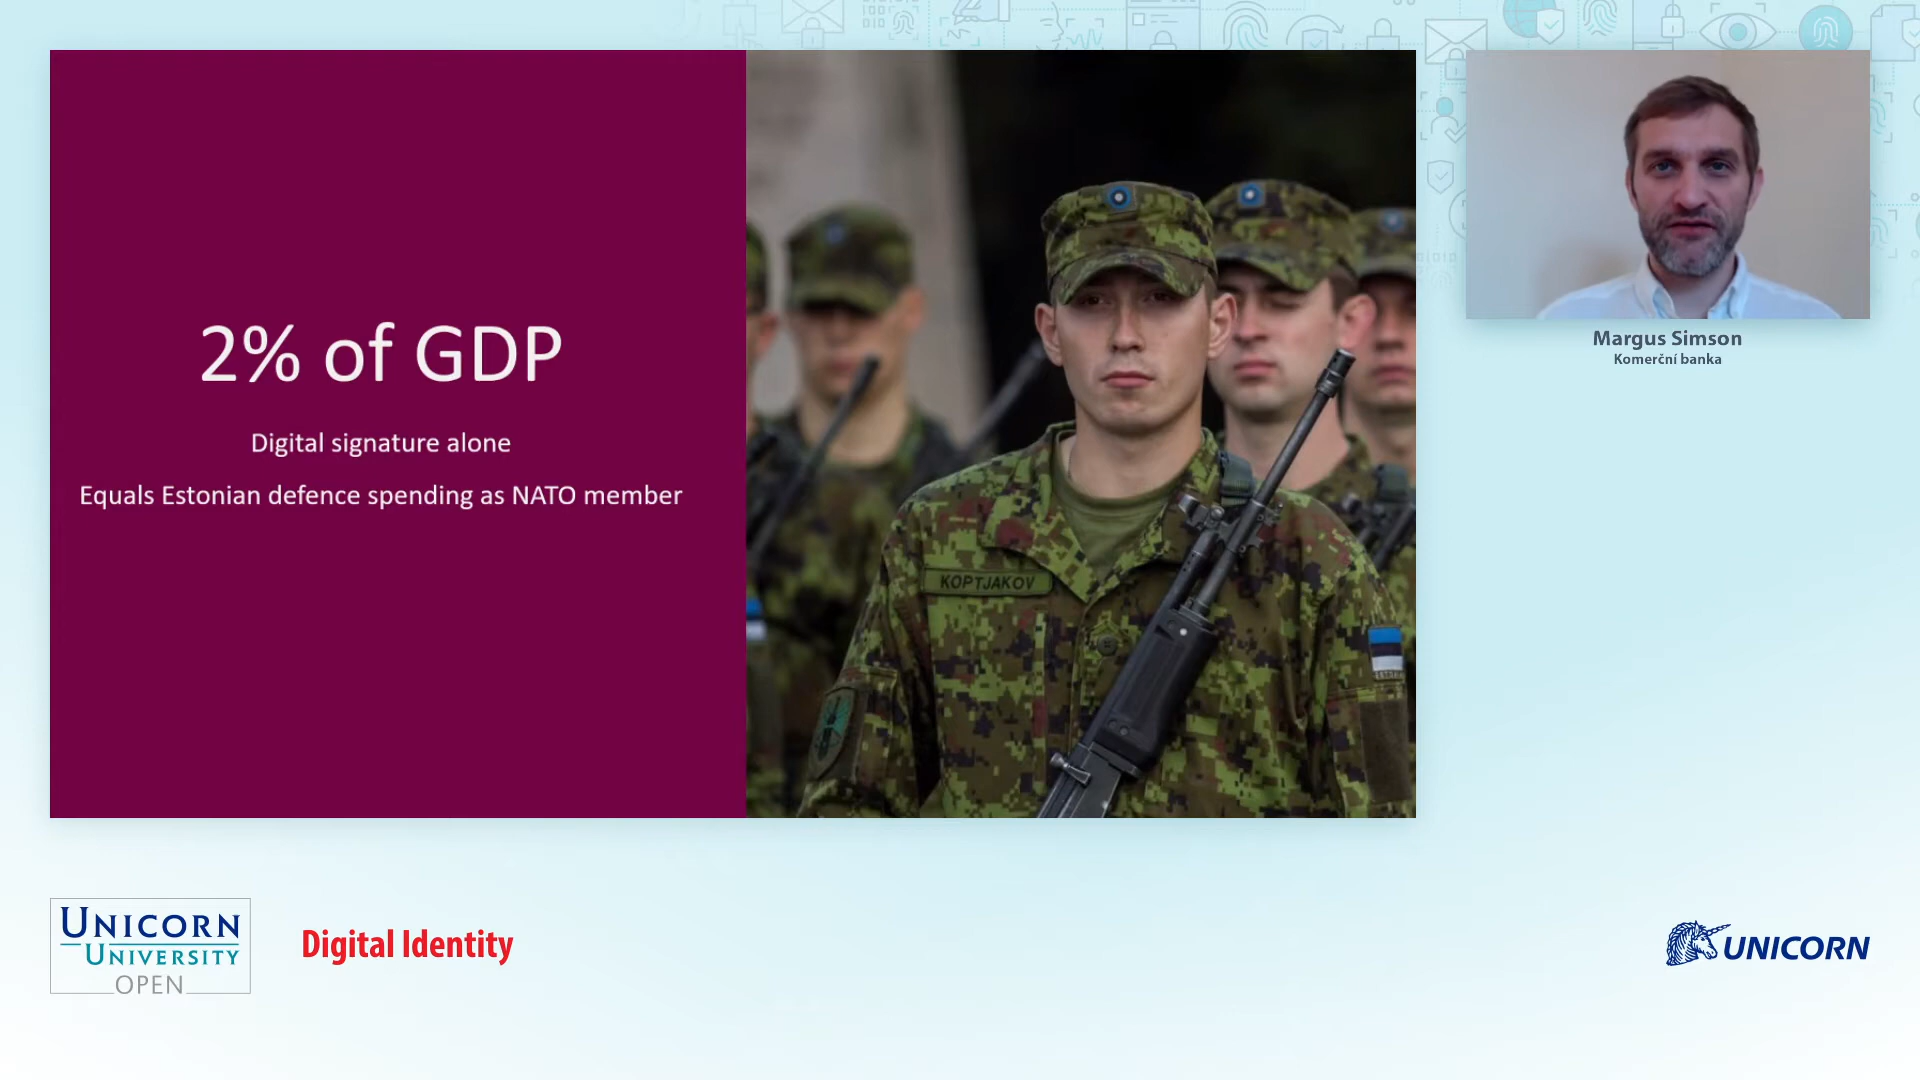 2% of GDP
Digital signature alone
Equals Estonian defence spending as NATO member
KOPTJAKOV
Margus Simson
Komerční banka
UNICORN
UNIVERSITY
OPEN
Digital Identity
UNICORN